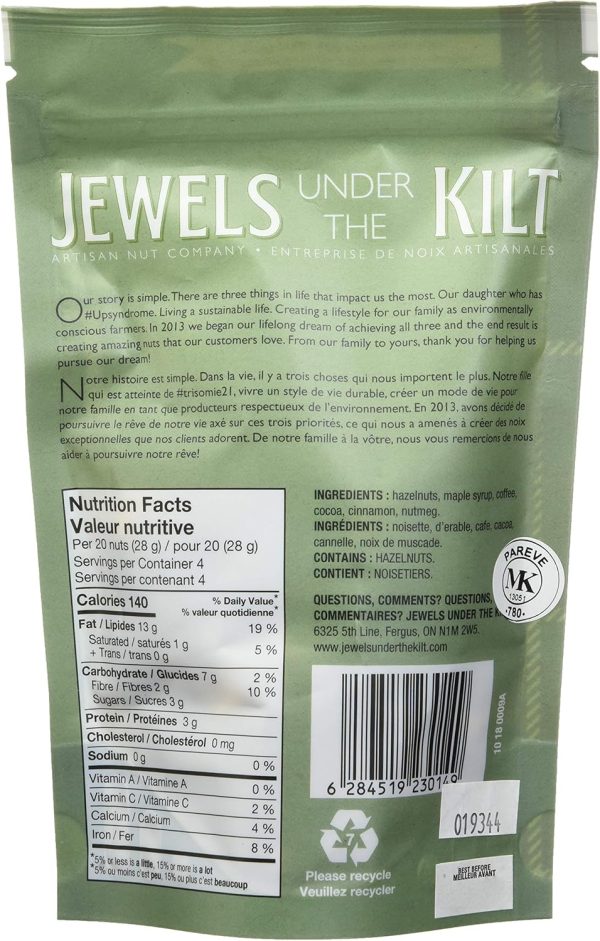 JEWELS UNDER THE KILT
ARTISAN NUT COMPANY • ENTREPRISE DE NOIX ARTISANALES
Our story is simple. There are three things in life that impact us the most. Our daughter who has
#Upsyndrome. Living a sustainable life. Creating a lifestyle for our family as environmentally
conscious farmers. In 2013 we began our lifelong dream of achieving all three and the end result is
creating amazing nuts that our customers love. From our family to yours, thank you for helping us
pursue our dream!
Notre histoire est simple. Dans la vie, il y a trois choses qui nous importent le plus. Notre fille
qui est atteinte de #trisomie21, vivre un style de vie durable, créer un mode de vie pour
notre famille en tant que producteurs respectueux de l'environnement. En 2013, avons décidé de
poursuivre le rêve de notre vie axé sur ces trois priorités, ce qui nous a amenés à créer des noix
exceptionnelles que nos clients adorent. De notre famille à la vôtre, nous vous remercions de nous
aider à poursuivre notre rêve!
Nutrition Facts
Valeur nutritive
Per 20 nuts (28 g) / pour 20 (28 g)
Servings per Container 4
Servings per contenant 4
Calories 140 % Daily Value*
% valeur quotidienne*
Fat / Lipides 13 g 19 %
Saturated / saturés 1 g
+ Trans / trans 0 g 5 %
Carbohydrate / Glucides 7 g 2 %
Fibre / Fibres 2 g 10 %
Sugars / Sucres 3 g
Protein / Protéines 3 g
Cholesterol / Cholestérol 0 mg
Sodium 0 g 0 %
Vitamin A / Vitamine A 0 %
Vitamin C / Vitamine C 2 %
Calcium / Calcium 4 %
Iron / Fer 8 %
*5% or less is a little, 15% or more is a lot
*5% ou moins c'est peu, 15% ou plus c'est beaucoup
INGREDIENTS : hazelnuts, maple syrup, coffee,
cocoa, cinnamon, nutmeg.
INGRÉDIENTS : noisette, d'erable, cafe, cacoa,
cannelle, noix de muscade.
CONTAINS : HAZELNUTS.
CONTIENT : NOISETIERS.
PAREVE
MK
13051
•780•
QUESTIONS, COMMENTS? QUESTIONS,
COMMENTAIRES? JEWELS UNDER THE
6325 5th Line, Fergus, ON N1M 2W5.
www.jewelsunderthekilt.com
10 18 0009A
6 284519 230149
7
Please recycle
Veuillez recycler
019344
BEST BEFORE
MEILLEUR AVANT